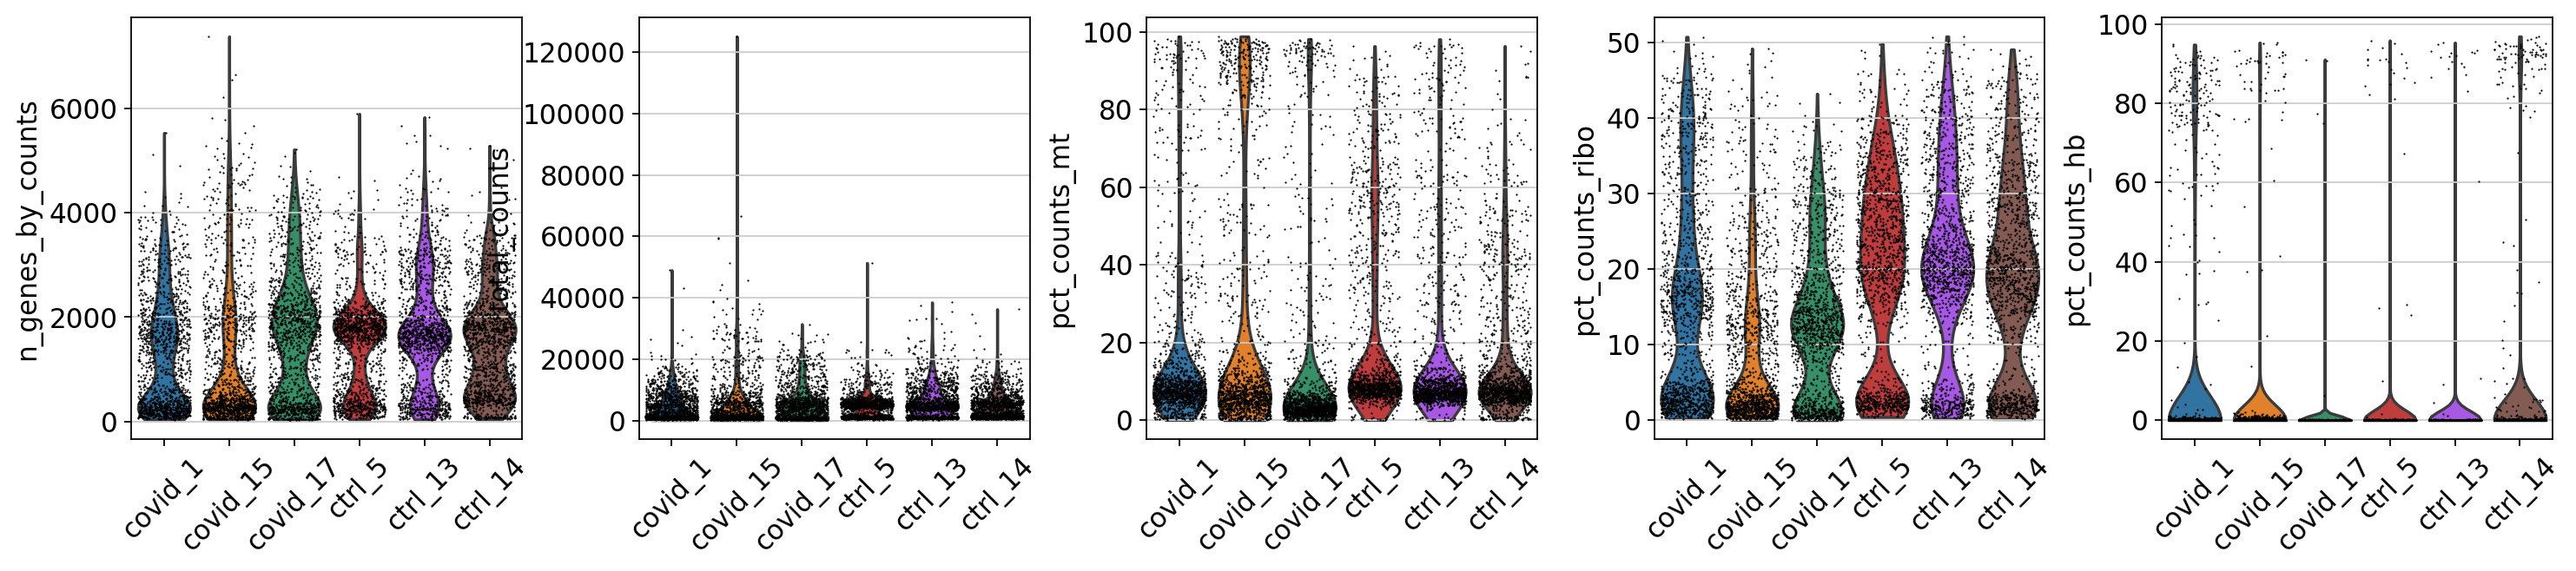 n_genes_by_counts
6000
4000
2000
0
covid_1
covid_15
covid_17
ctrl_5
ctrl_13
ctrl_14
total_counts
120000
100000
80000
60000
40000
20000
0
covid_1
covid_15
covid_17
ctrl_5
ctrl_13
ctrl_14
pct_counts_mt
100
80
60
40
20
0
covid_1
covid_15
covid_17
ctrl_5
ctrl_13
ctrl_14
pct_counts_ribo
50
40
30
20
10
0
covid_1
covid_15
covid_17
ctrl_5
ctrl_13
ctrl_14
pct_counts_hb
100
80
60
40
20
0
covid_1
covid_15
covid_17
ctrl_5
ctrl_13
ctrl_14